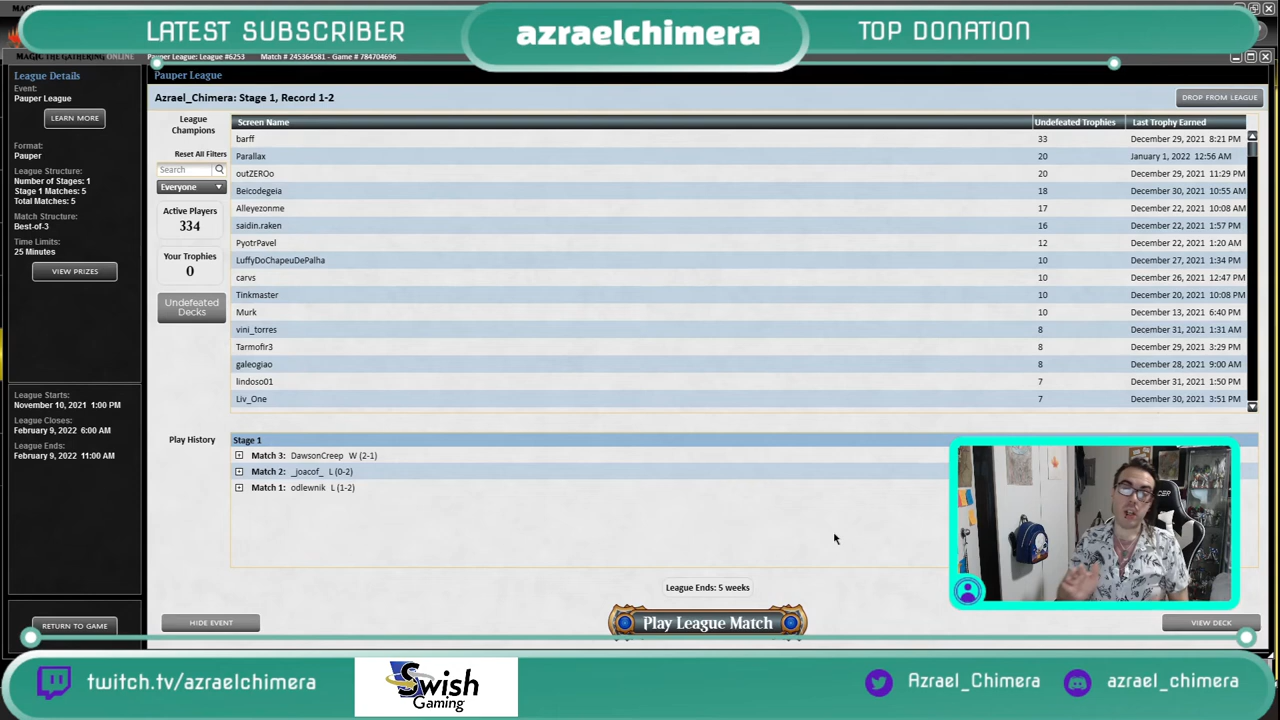 LATEST SUBSCRIBER
azraelchimera
TOP DONATION
MAGIC THE GATHERING ONLINE
Pauper League: League #6253 Match # 245364581 - Game # 784704696
League Details
Event:
Pauper League
LEARN MORE
Format:
Pauper
League Structure:
Number of Stages: 1
Stage 1 Matches: 5
Total Matches: 5
Match Structure:
Best-of-3
Time Limits:
25 Minutes
VIEW PRIZES
League Starts:
November 10, 2021 1:00 PM
League Closes:
February 9, 2022 6:00 AM
League Ends:
February 9, 2022 11:00 AM
RETURN TO GAME
Pauper League
Azrael_Chimera: Stage 1, Record 1-2
DROP FROM LEAGUE
League Champions
Reset All Filters
Search
Everyone
Active Players
334
Your Trophies
0
Undefeated Decks
Screen Name Undefeated Trophies Last Trophy Earned
barff 33 December 29, 2021 8:21 PM
Parallax 20 January 1, 2022 12:56 AM
outZEROo 20 December 29, 2021 11:29 PM
Beicodegeia 18 December 30, 2021 10:55 AM
Alleyezonme 17 December 22, 2021 10:08 AM
saidin.raken 16 December 22, 2021 1:57 PM
PyotrPavel 12 December 22, 2021 1:20 AM
LuffyDoChapeuDePalha 10 December 27, 2021 1:34 PM
carvs 10 December 26, 2021 12:47 PM
Tinkmaster 10 December 20, 2021 10:08 PM
Murk 10 December 13, 2021 6:40 PM
vini_torres 8 December 31, 2021 1:31 AM
Tarmofir3 8 December 29, 2021 3:29 PM
galeogiao 8 December 28, 2021 9:00 AM
lindoso01 7 December 31, 2021 1:50 PM
Liv_One 7 December 30, 2021 3:51 PM
Play History
Stage 1
Match 3: DawsonCreep W (2-1)
Match 2: _joacof_ L (0-2)
Match 1: odlewnik L (1-2)
League Ends: 5 weeks
HIDE EVENT
Play League Match
VIEW DECK
twitch.tv/azraelchimera
Swish
Gaming
Azrael_Chimera
azrael_chimera